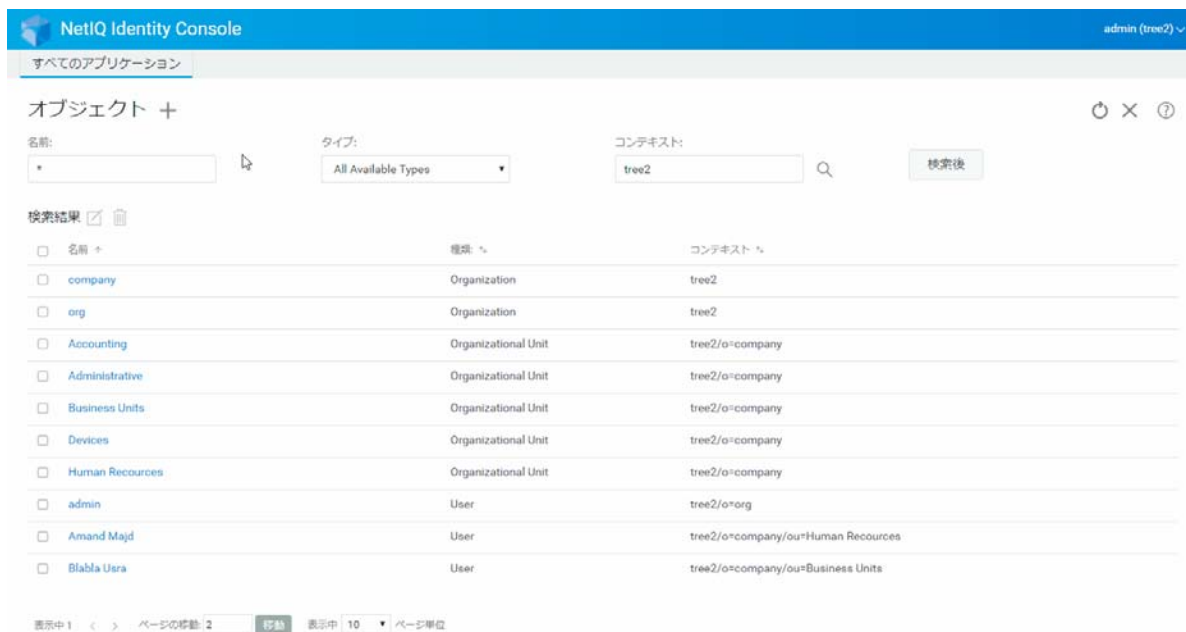 NetIQ Identity Console admin (tree2)
すべてのアプリケーション
オブジェクト
名前: タイプ: コンテキスト:
* All Available Types tree2 検索後
検索結果
名前 種類: コンテキスト
company Organization tree2
org Organization tree2
Accounting Organizational Unit tree2/o=company
Administrative Organizational Unit tree2/o=company
Business Units Organizational Unit tree2/o=company
Devices Organizational Unit tree2/o=company
Human Recources Organizational Unit tree2/o=company
admin User tree2/o=org
Amand Majd User tree2/o=company/ou=Human Recources
Blabla Usra User tree2/o=company/ou=Business Units
表示中 1 ページの移動: 2 移動 表示中 10 ページ単位